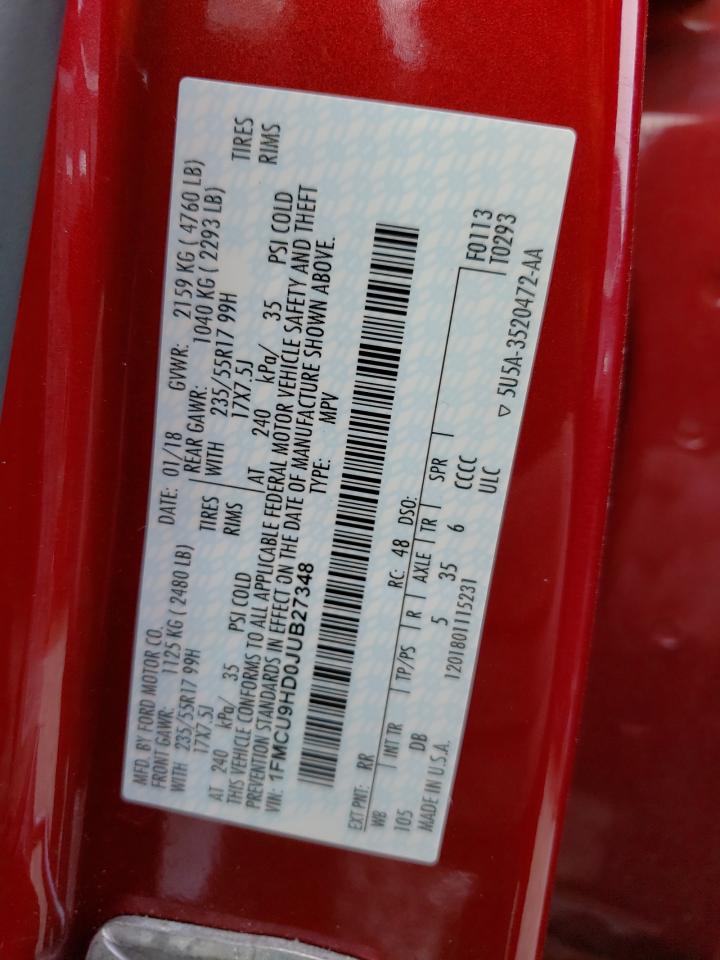 MFD. BY FORD MOTOR CO.
DATE: 01/18 GVWR: 2159 KG ( 4760 LB)
FRONT GAWR: 1125 KG ( 2480 LB) REAR GAWR: 1040 KG ( 2293 LB)
WITH 235/55R17 99H TIRES WITH 235/55R17 99H TIRES
17X7.5J RIMS 17X7.5J RIMS
AT 240 kPa/ 35 PSI COLD AT 240 kPa/ 35 PSI COLD
THIS VEHICLE CONFORMS TO ALL APPLICABLE FEDERAL MOTOR VEHICLE SAFETY AND THEFT
PREVENTION STANDARDS IN EFFECT ON THE DATE OF MANUFACTURE SHOWN ABOVE.
VIN: 1FMCU9HD0JUB27348 TYPE: MPV
EXT PNT: RR RC: 48 DSO: F0113
WB INT TR TP/PS R AXLE TR SPR T0293
105 DB 5 35 6 CCCC
MADE IN U.S.A. 1201801115231 ULC
▽ 5U5A-3520472-AA